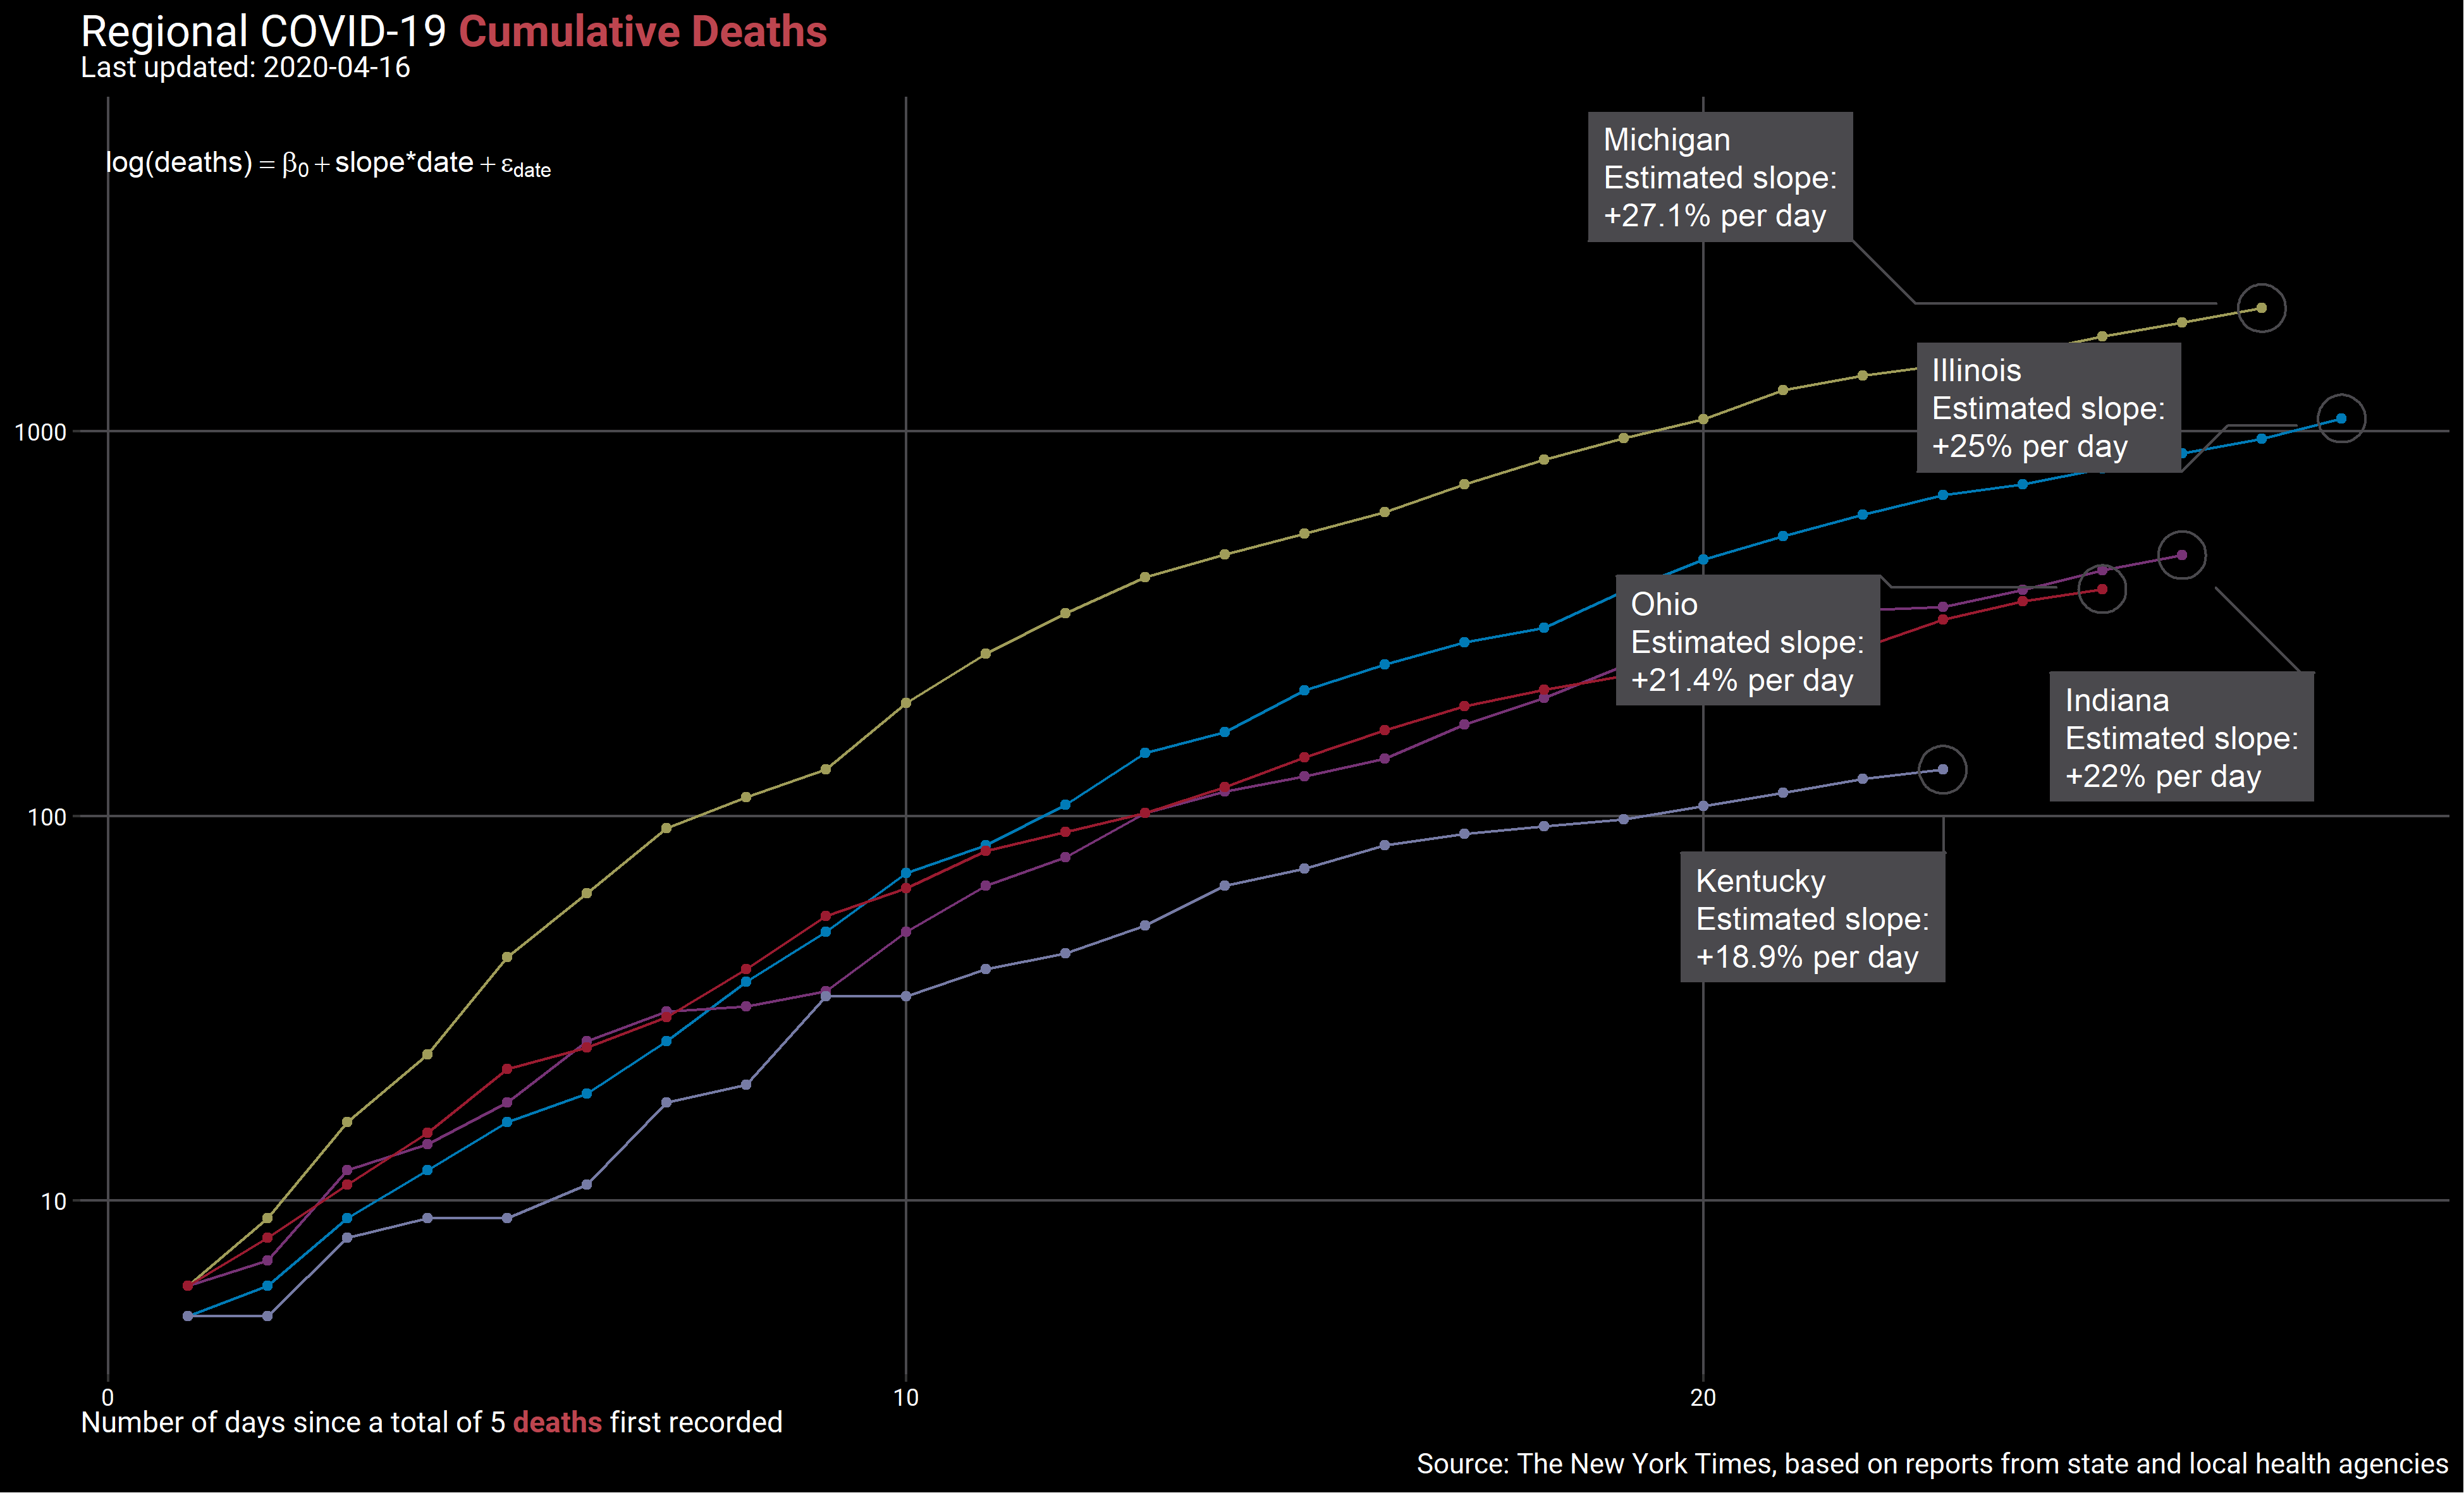 Regional COVID-19 Cumulative Deaths
Last updated: 2020-04-16
log(deaths) = β0 + slope*date + εdate
Michigan
Estimated slope:
+27.1% per day
Illinois
Estimated slope:
+25% per day
Ohio
Estimated slope:
+21.4% per day
Indiana
Estimated slope:
+22% per day
Kentucky
Estimated slope:
+18.9% per day
1000
100
10
0
10
20
Number of days since a total of 5 deaths first recorded
Source: The New York Times, based on reports from state and local health agencies